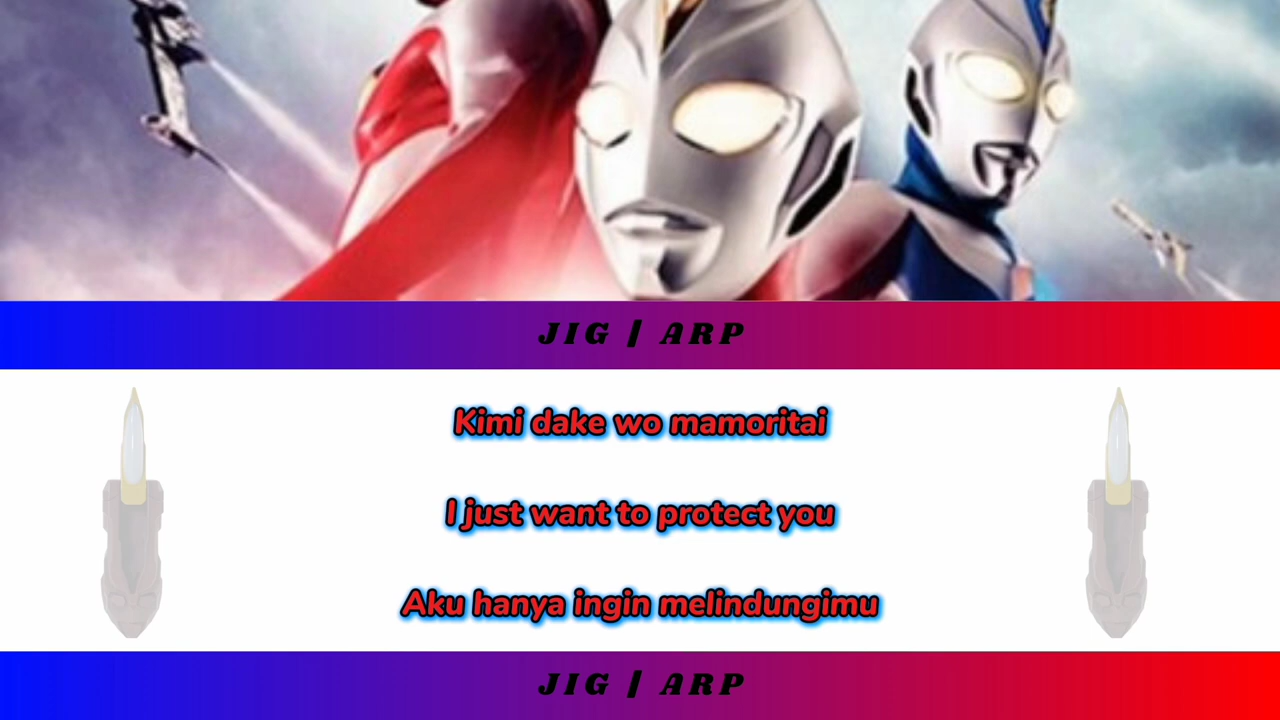 JIG | ARP
Kimi dake wo mamoritai
I just want to protect you
Aku hanya ingin melindungimu
JIG | ARP